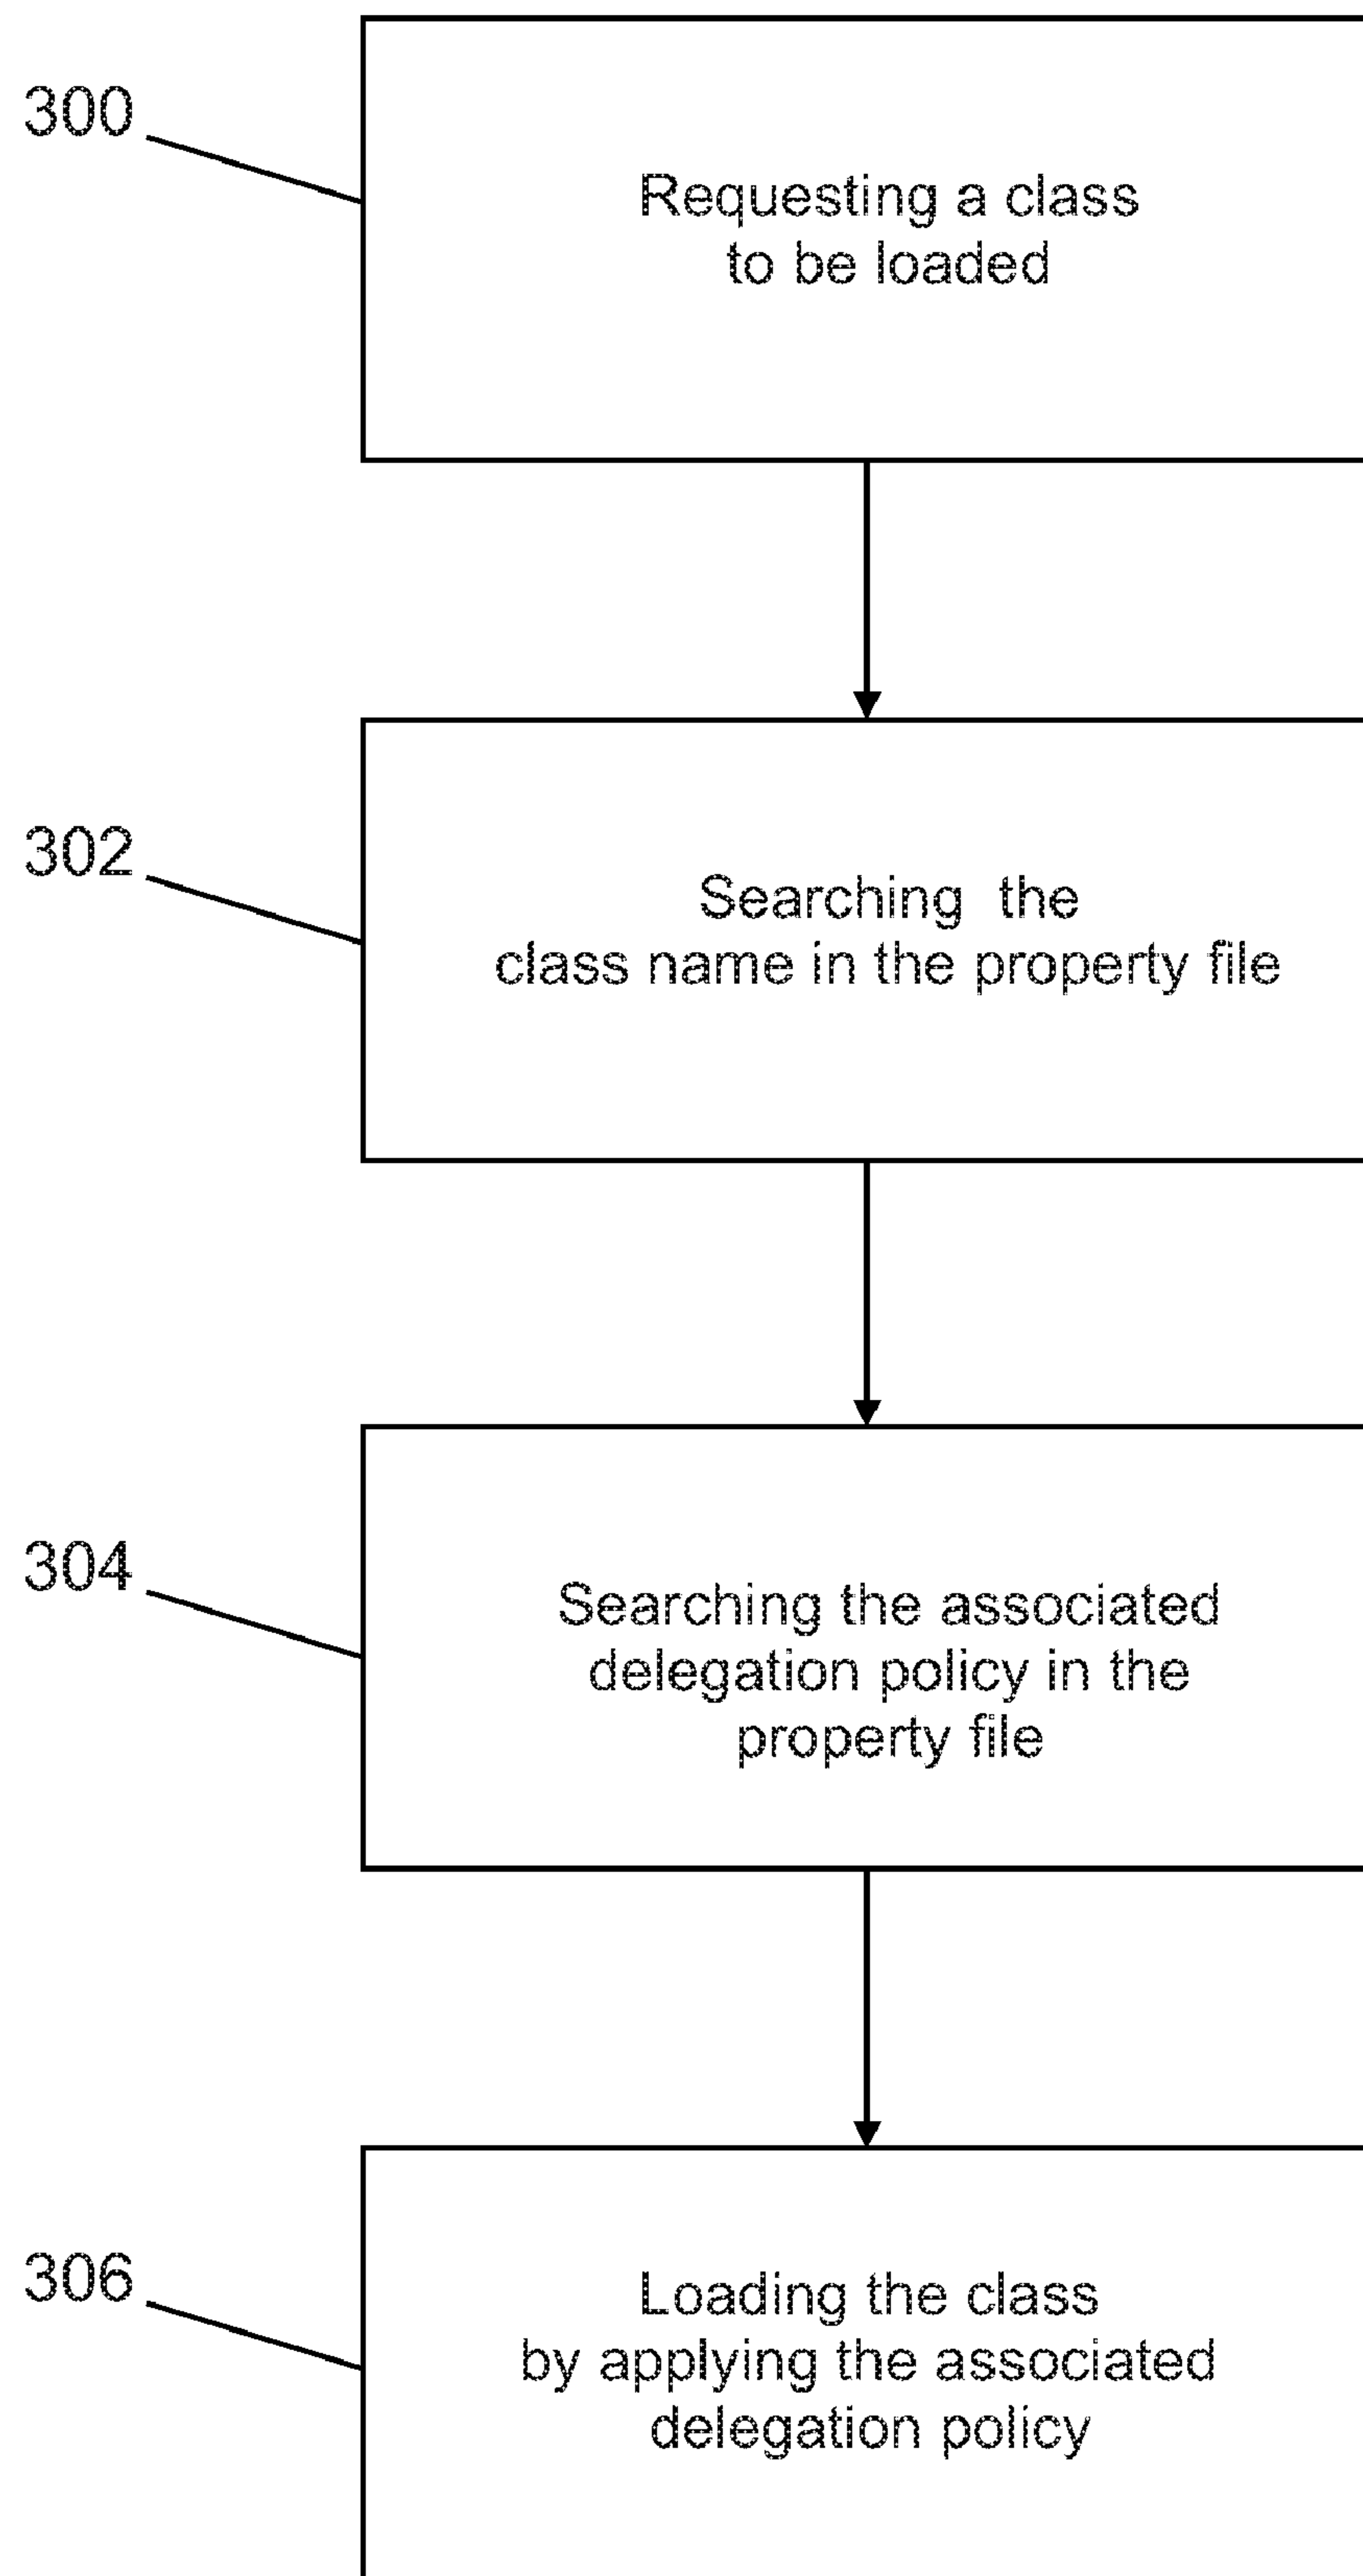 300
Requesting a class
to be loaded
302
Searching the
class name in the property file
304
Searching the associated
delegation policy in the
property file
306
Loading the class
by applying the associated
delegation policy